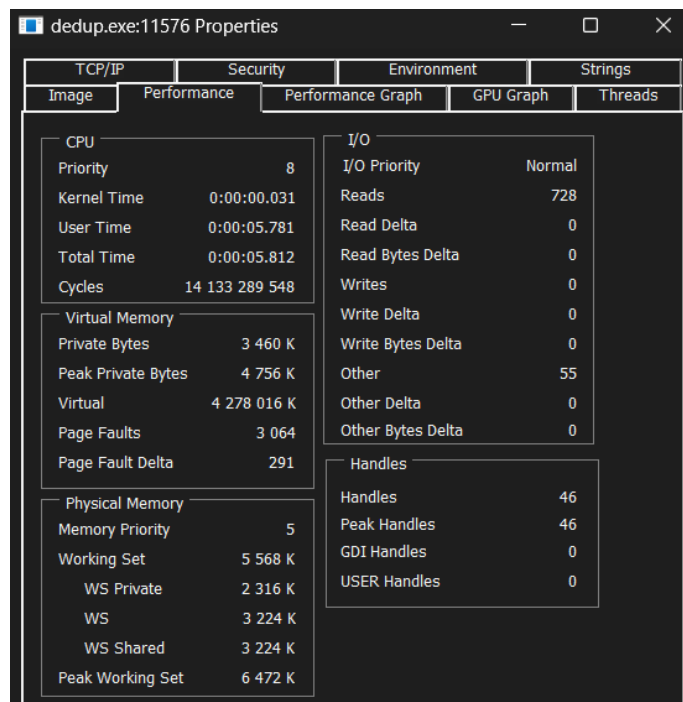 dedup.exe:11576 Properties
TCP/IP Security Environment Strings
Image Performance Performance Graph GPU Graph Threads
CPU
Priority 8
Kernel Time 0:00:00.031
User Time 0:00:05.781
Total Time 0:00:05.812
Cycles 14 133 289 548
Virtual Memory
Private Bytes 3 460 K
Peak Private Bytes 4 756 K
Virtual 4 278 016 K
Page Faults 3 064
Page Fault Delta 291
Physical Memory
Memory Priority 5
Working Set 5 568 K
WS Private 2 316 K
WS 3 224 K
WS Shared 3 224 K
Peak Working Set 6 472 K
I/O
I/O Priority Normal
Reads 728
Read Delta 0
Read Bytes Delta 0
Writes 0
Write Delta 0
Write Bytes Delta 0
Other 55
Other Delta 0
Other Bytes Delta 0
Handles
Handles 46
Peak Handles 46
GDI Handles 0
USER Handles 0